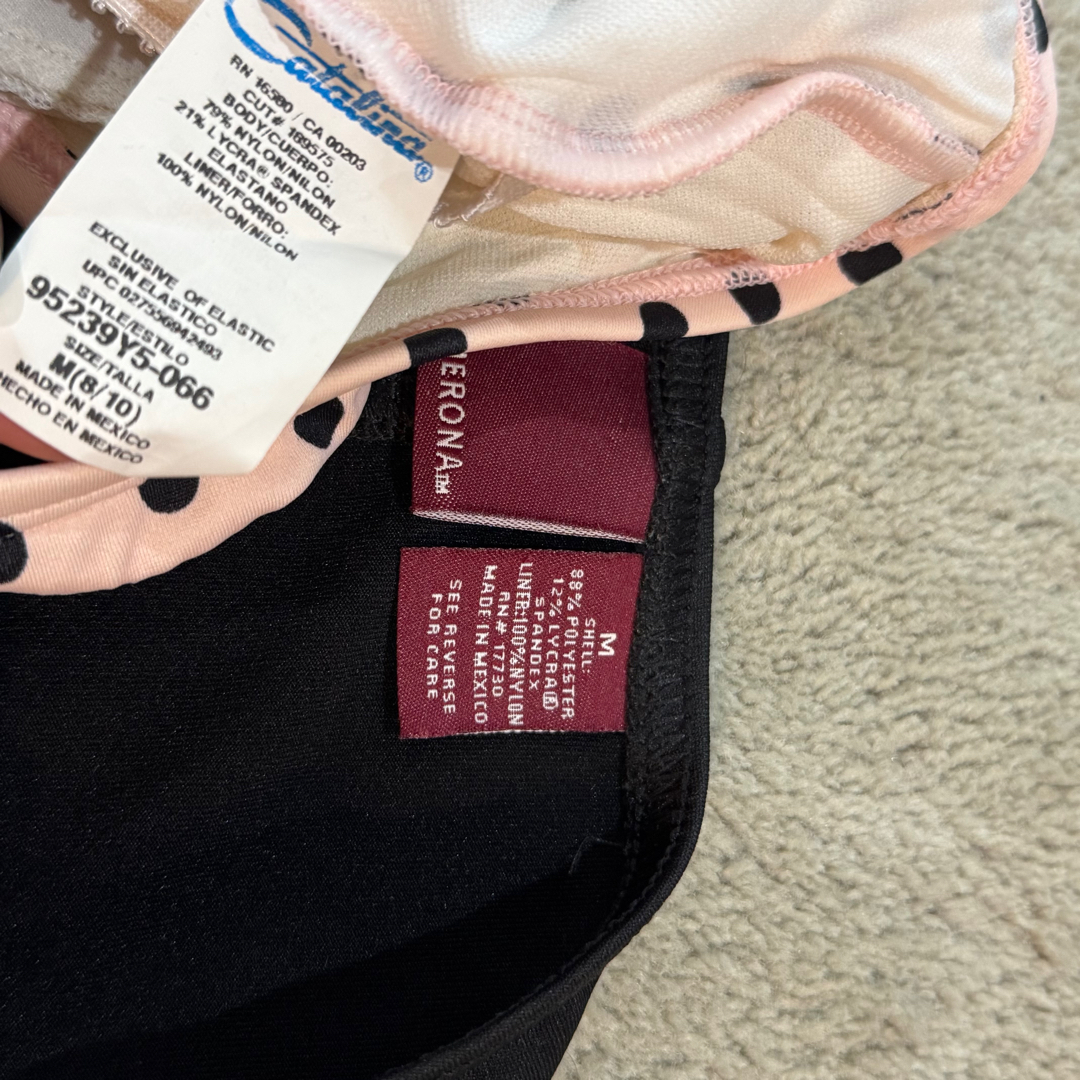 Catalina®
RN 16580 / CA 00203
CUT# 169575
BODY/CUERPO:
79% NYLON/NILON
21% LYCRA® SPANDEX
ELASTANO
LINER/FORRO:
100% NYLON/NILON
EXCLUSIVE OF ELASTIC
SIN ELASTICO
UPC 027556942493
STYLE/ESTILO
95239Y5-066
SIZE/TALLA
M(8/10)
MADE IN MEXICO
HECHO EN MEXICO
ERONA™
M
SHELL:
88% POLYESTER
12% LYCRA®
SPANDEX
LINER:100%NYLON
RN# 17730
MADE IN MEXICO
SEE REVERSE
FOR CARE